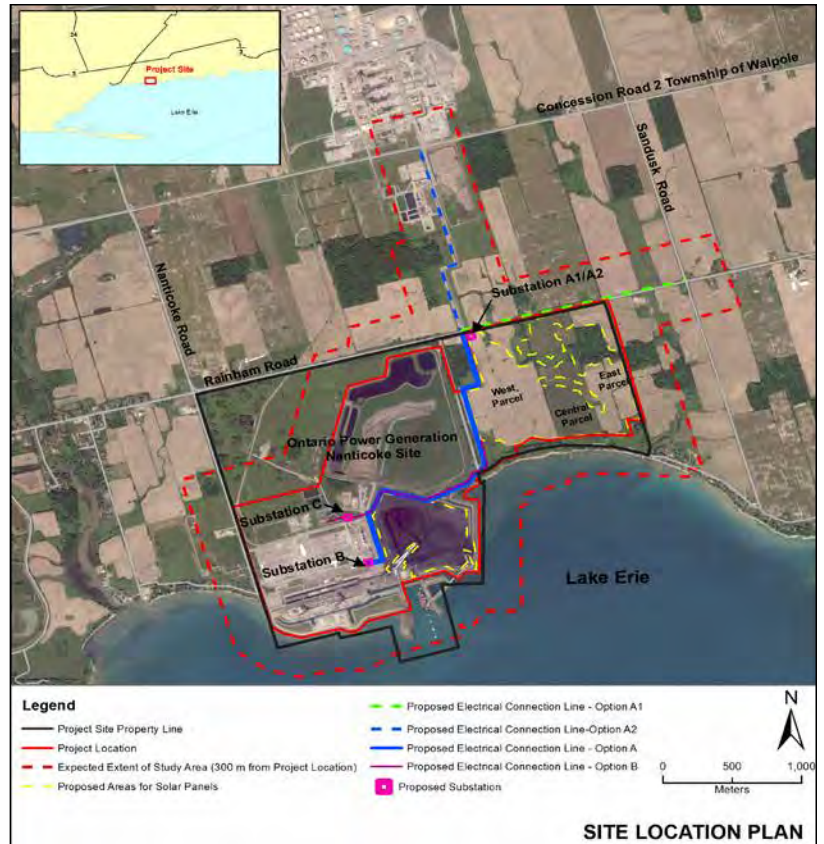 24
3
3
Project Site
Lake Erie
Concession Road 2 Township of Walpole
Sandusk Road
Nanticoke Road
Substation A1/A2
Rainham Road
West Parcel
East Parcel
Central Parcel
Ontario Power Generation
Nanticoke Site
Substation C
Substation B
Lake Erie
Legend
Project Site Property Line
Project Location
Expected Extent of Study Area (300 m from Project Location)
Proposed Areas for Solar Panels
Proposed Electrical Connection Line - Option A1
Proposed Electrical Connection Line-Option A2
Proposed Electrical Connection Line - Option A
Proposed Electrical Connection Line - Option B
Proposed Substation
N
0 500 1,000
Meters
SITE LOCATION PLAN